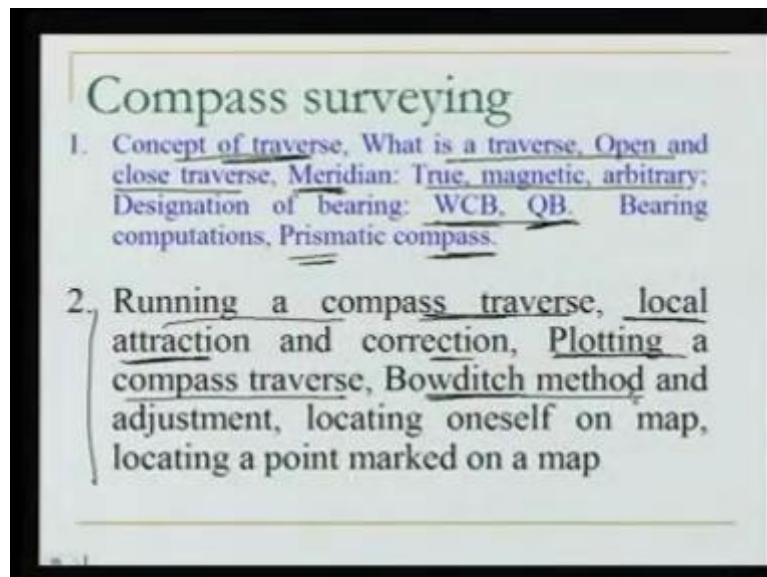 Compass surveying
1. Concept of traverse, What is a traverse, Open and
close traverse, Meridian: True, magnetic, arbitrary;
Designation of bearing: WCB, QB. Bearing
computations, Prismatic compass.
2. Running a compass traverse, local
attraction and correction, Plotting a
compass traverse, Bowditch method and
adjustment, locating oneself on map,
locating a point marked on a map